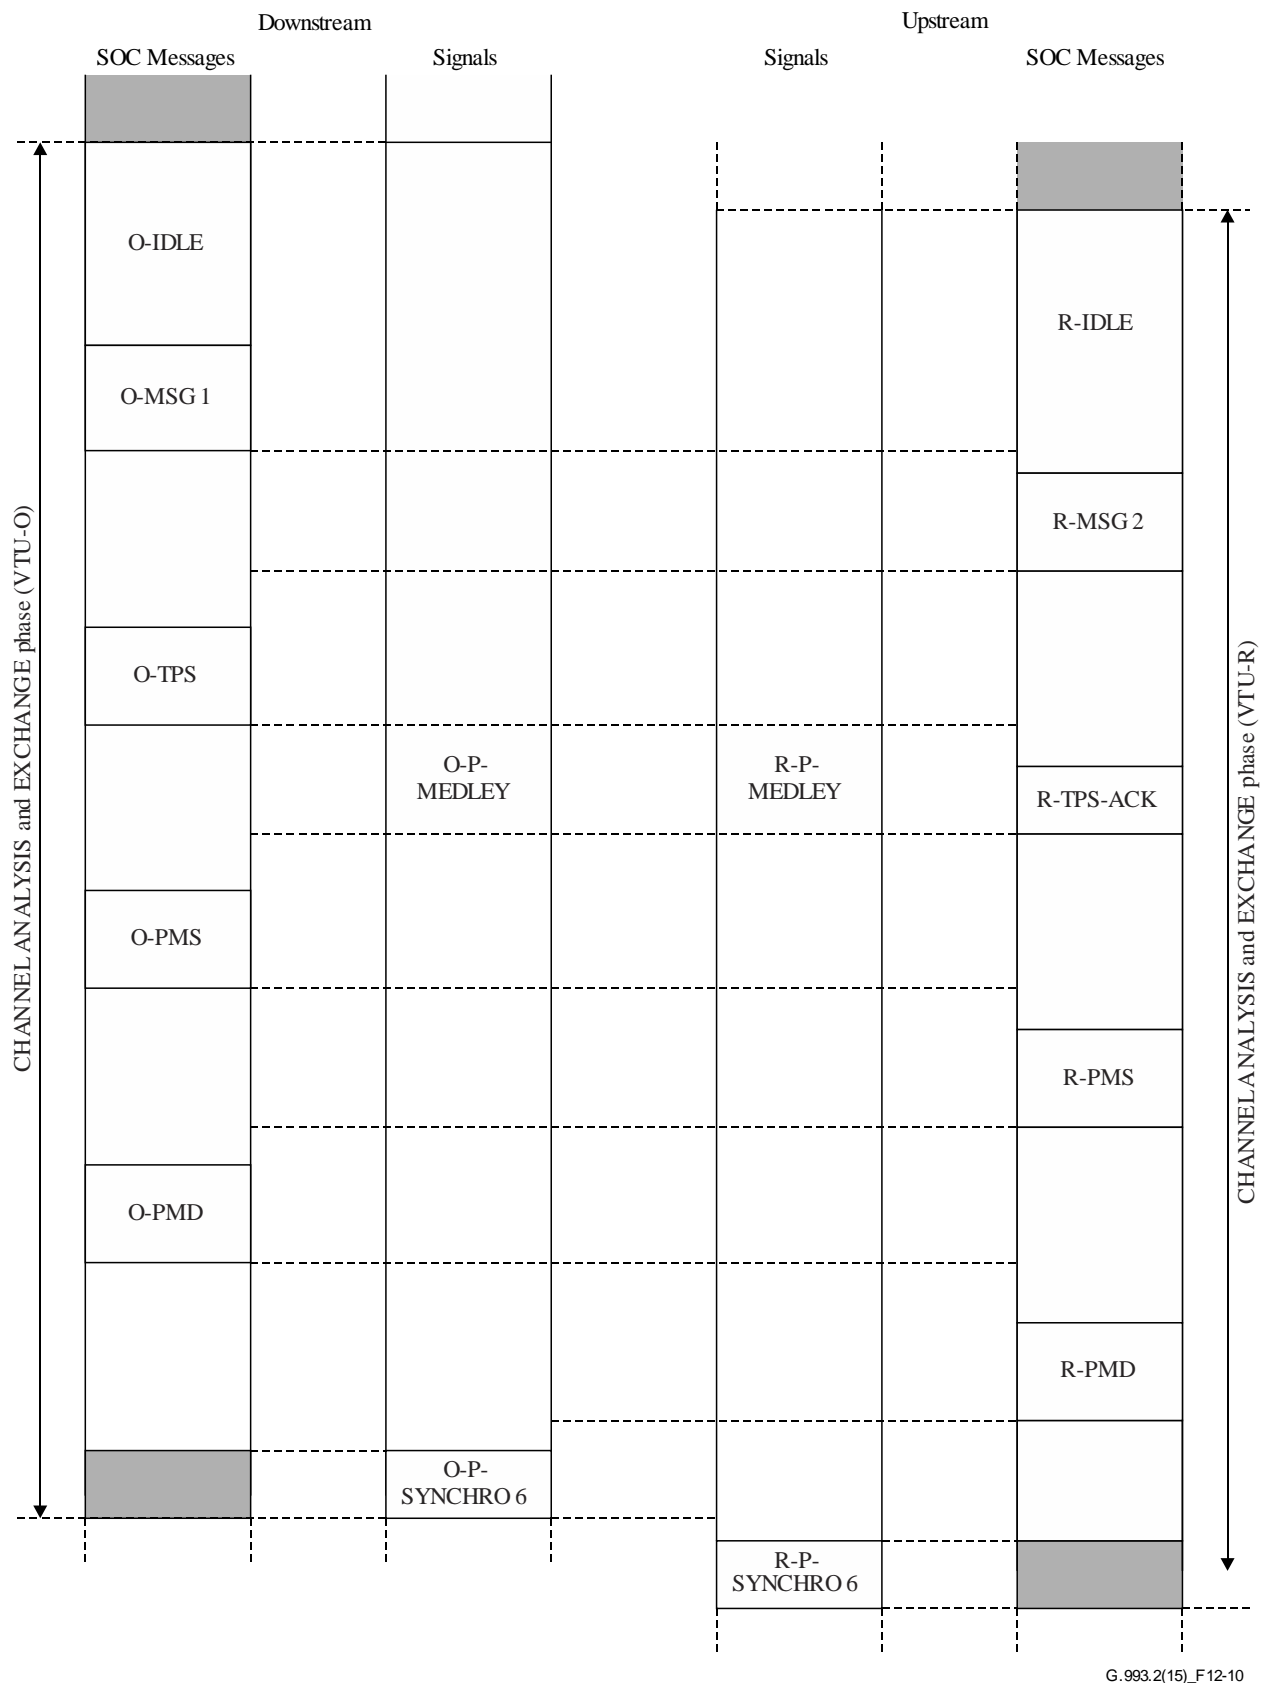 Downstream
Upstream
SOC Messages
Signals
Signals
SOC Messages
O-IDLE
R-IDLE
O-MSG 1
R-MSG 2
O-TPS
O-P-
MEDLEY
R-P-
MEDLEY
R-TPS-ACK
O-PMS
R-PMS
O-PMD
R-PMD
O-P-
SYNCHRO 6
R-P-
SYNCHRO 6
CHANNEL ANALYSIS and EXCHANGE phase (VTU-O)
CHANNEL ANALYSIS and EXCHANGE phase (VTU-R)
G.993.2(15)_F12-10